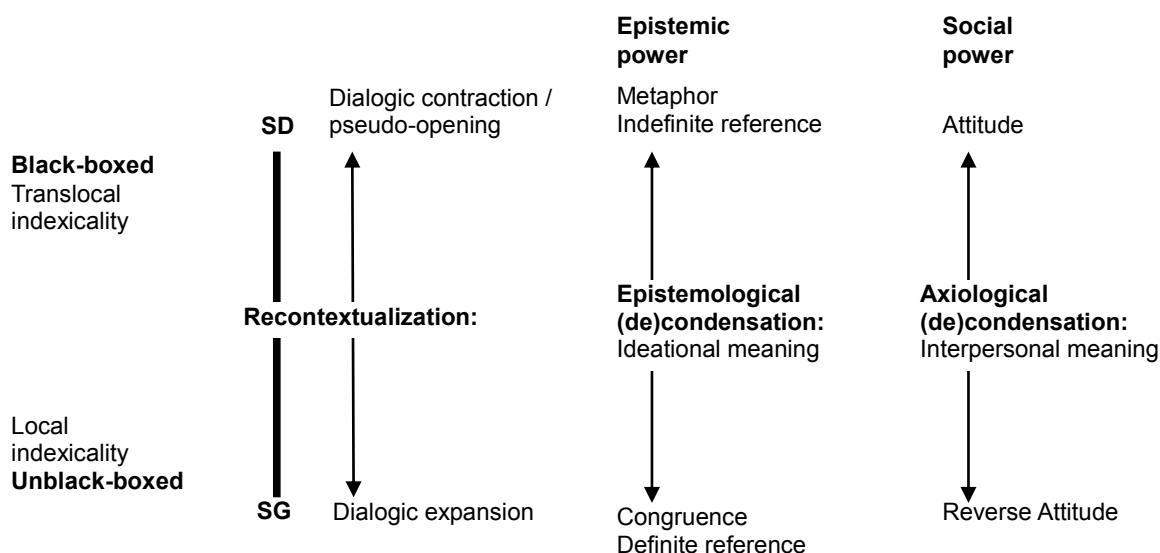 Epistemic
power
Social
power
Dialogic contraction /
pseudo-opening
Metaphor
Indefinite reference
Attitude
SD
Black-boxed
Translocal
indexicality
Recontextualization:
Epistemological
(de)condensation:
Ideational meaning
Axiological
(de)condensation:
Interpersonal meaning
Local
indexicality
Unblack-boxed
SG
Dialogic expansion
Congruence
Definite reference
Reverse Attitude